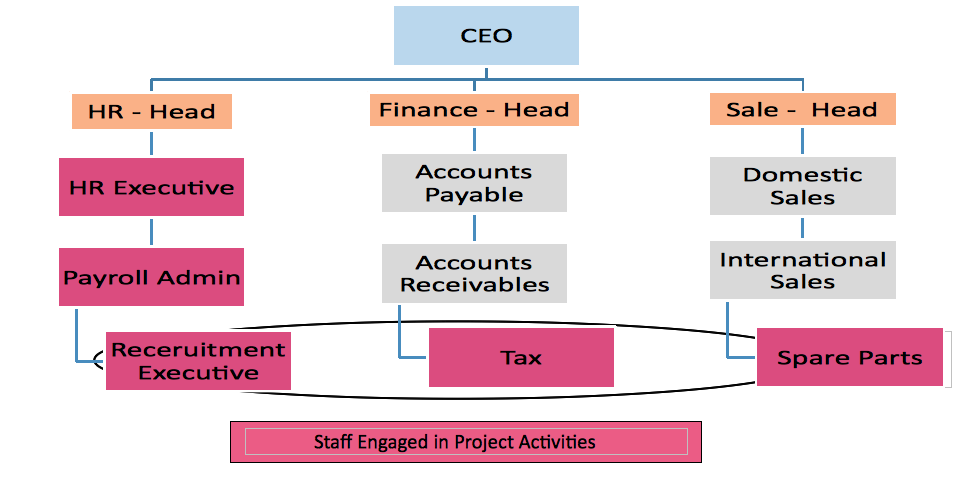 CEO
HR - Head
Finance - Head
Sale -  Head
HR Executive
Accounts
Payable
Domestic
Sales
Payroll Admin
Accounts
Receivables
International
Sales
Receruitment
Executive
Tax
Spare Parts
Staff Engaged in Project Activities